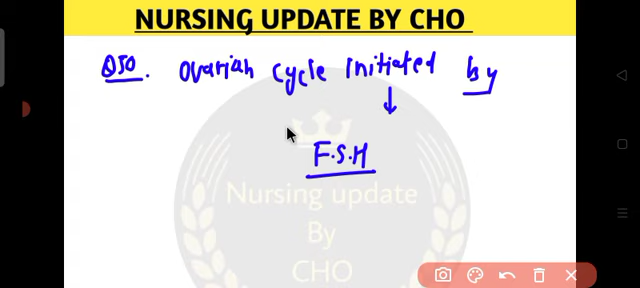 NURSING UPDATE BY CHO
Q50. Ovarian cycle initiated by
F.S.H
Nursing update
By
CHO